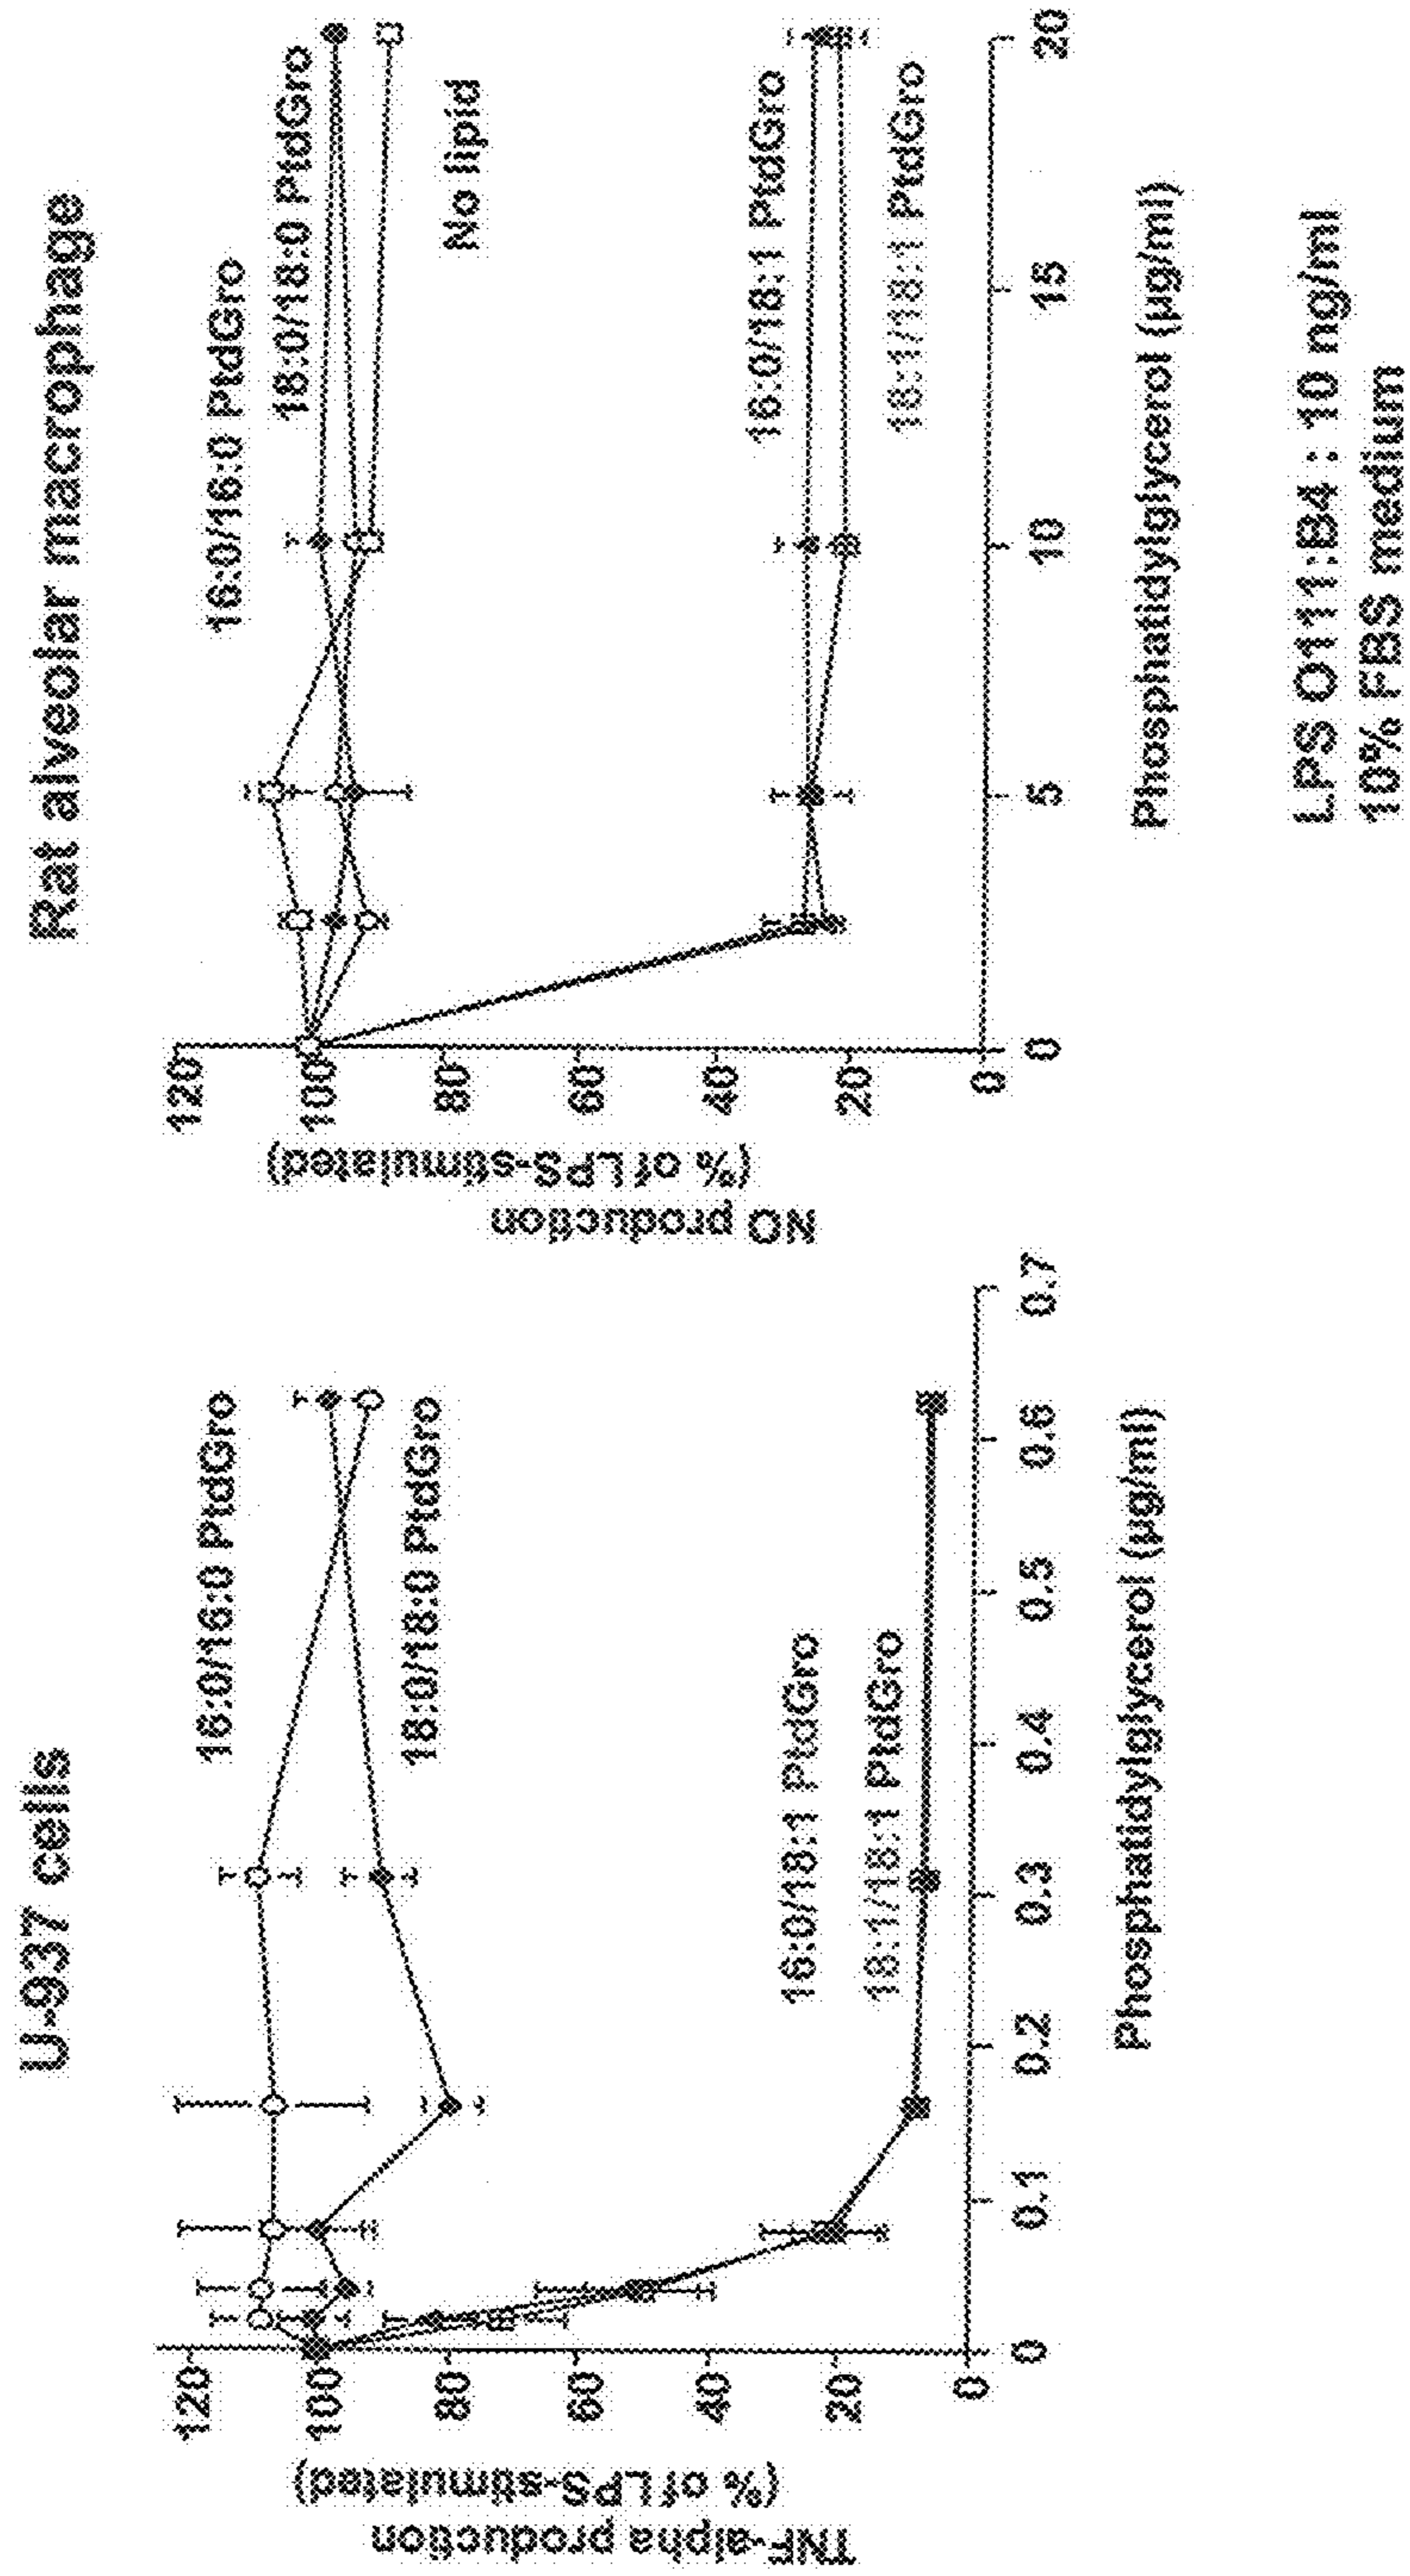 U-937 cells
TNF-alpha production
(% of LPS-stimulated)
120
100
80
60
40
20
0
16:0/16:0 PtdGro
18:0/18:0 PtdGro
16:0/18:1 PtdGro
18:1/18:1 PtdGro
0
0.1
0.2
0.3
0.4
0.5
0.6
0.7
Phosphatidylglycerol (µg/ml)
Rat alveolar macrophage
NO production
(% of LPS-stimulated)
120
100
80
60
40
20
0
16:0/16:0 PtdGro
18:0/18:0 PtdGro
No lipid
16:0/18:1 PtdGro
18:1/18:1 PtdGro
0
5
10
15
20
Phosphatidylglycerol (µg/ml)
LPS O111:B4 : 10 ng/ml
10% FBS medium